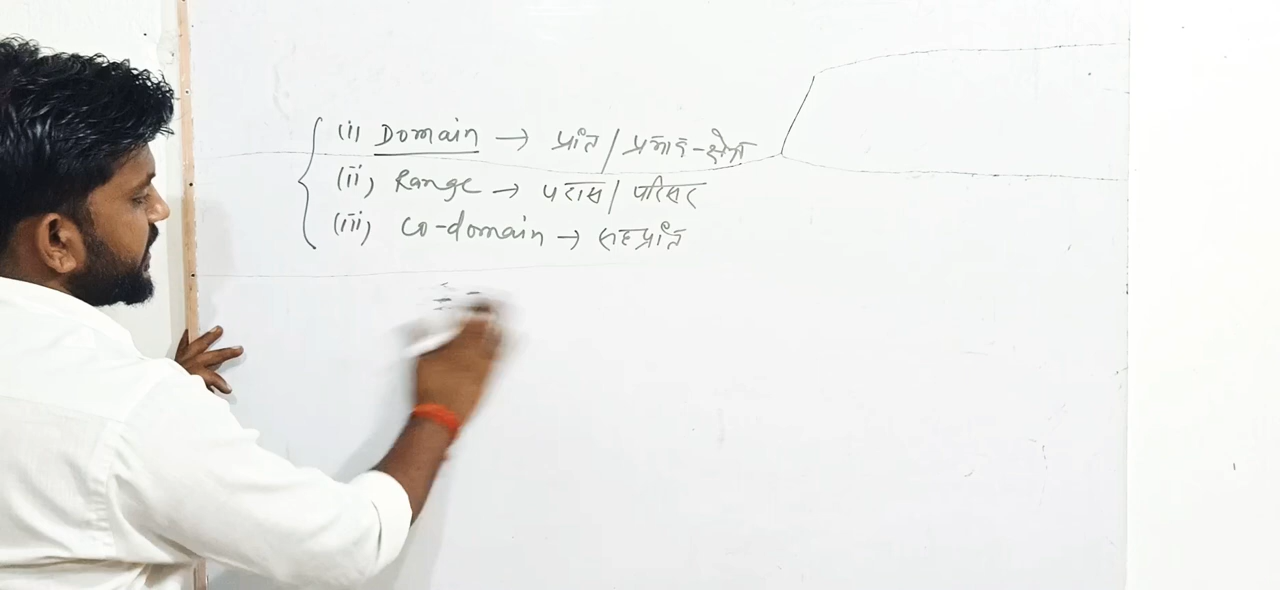 (i) Domain → प्रांत / प्रभाव-क्षेत्र
(ii) Range → परास / परिसर
(iii) Co-domain → सहप्रांत